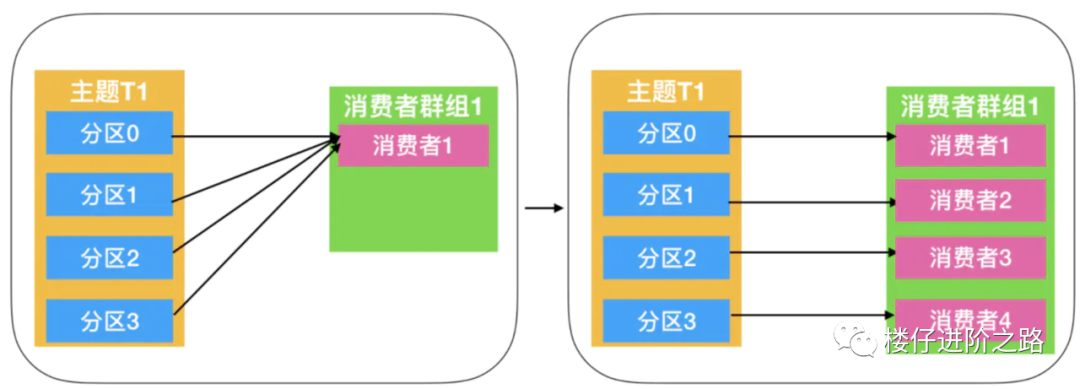 主题T1
分区0
分区1
分区2
分区3
消费者群组1
消费者1
主题T1
分区0
分区1
分区2
分区3
消费者群组1
消费者1
消费者2
消费者3
消费者4
楼仔进阶之路